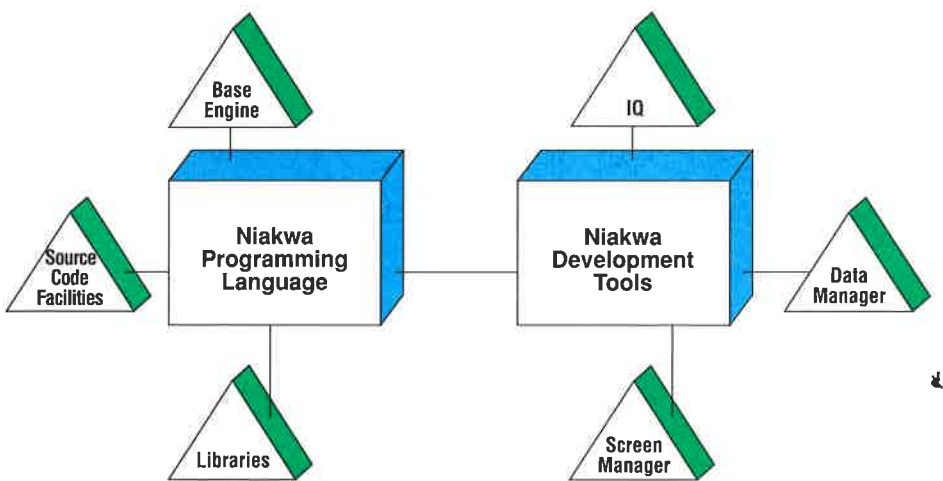 Base
Engine
IQ
Niakwa
Programming
Language
Niakwa
Development
Tools
Source
Code
Facilities
Data
Manager
Libraries
Screen
Manager